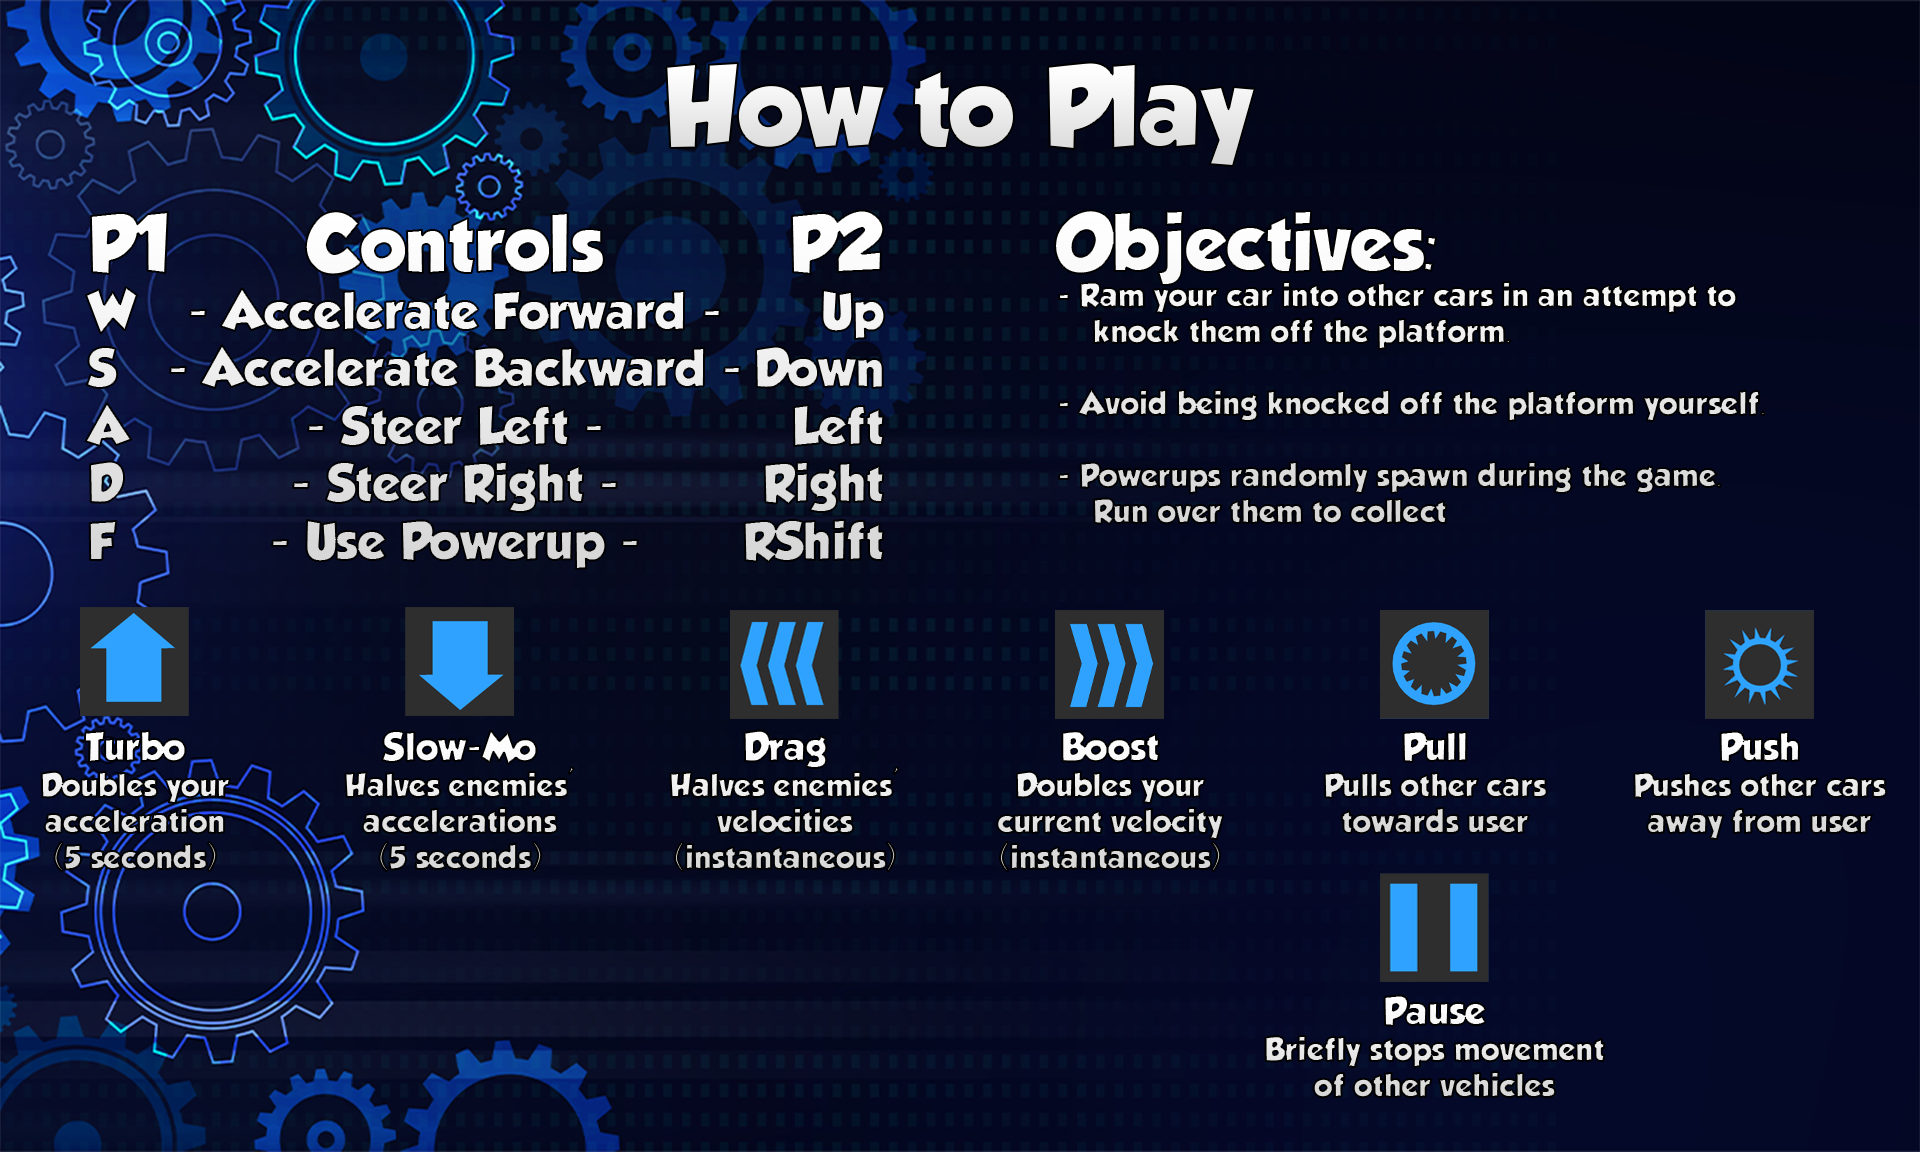 How to Play
P1 Controls P2
W - Accelerate Forward - Up
S - Accelerate Backward - Down
A - Steer Left - Left
D - Steer Right - Right
F - Use Powerup - RShift
Objectives:
- Ram your car into other cars in an attempt to
knock them off the platform.
- Avoid being knocked off the platform yourself.
- Powerups randomly spawn during the game.
Run over them to collect
Turbo
Doubles your
acceleration
(5 seconds)
Slow-Mo
Halves enemies'
accelerations
(5 seconds)
Drag
Halves enemies'
velocities
(instantaneous)
Boost
Doubles your
current velocity
(instantaneous)
Pull
Pulls other cars
towards user
Push
Pushes other cars
away from user
Pause
Briefly stops movement
of other vehicles